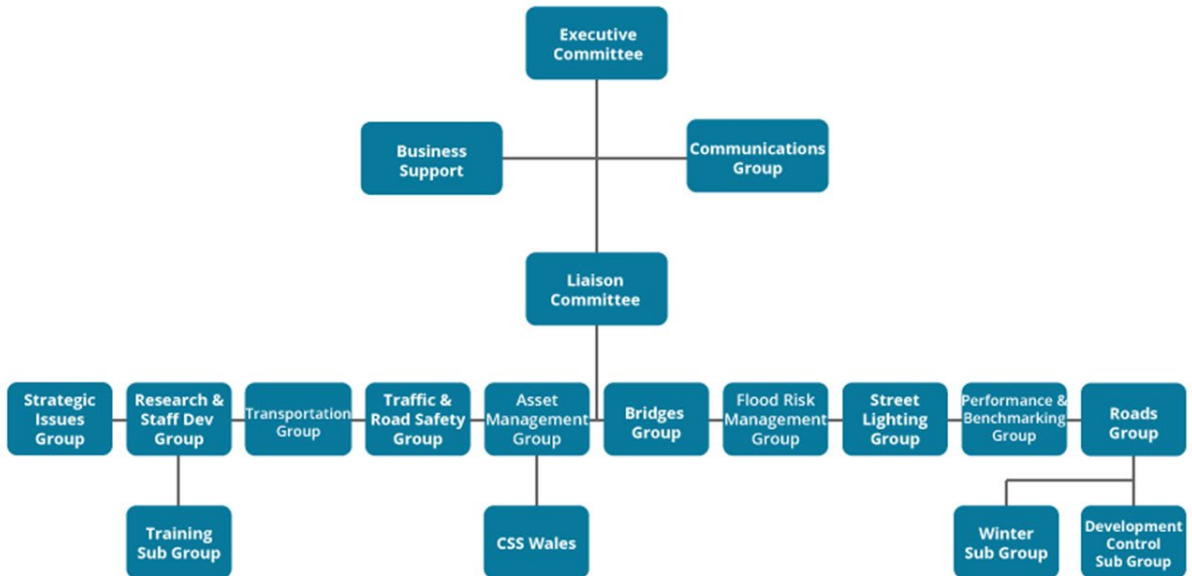 Executive
Committee
Business
Support
Communications
Group
Liaison
Committee
Strategic
Issues
Group
Research &
Staff Dev
Group
Transportation
Group
Traffic &
Road Safety
Group
Asset
Management
Group
Bridges
Group
Flood Risk
Management
Group
Street
Lighting
Group
Performance &
Benchmarking
Group
Roads
Group
Training
Sub Group
CSS Wales
Winter
Sub Group
Development
Control
Sub Group